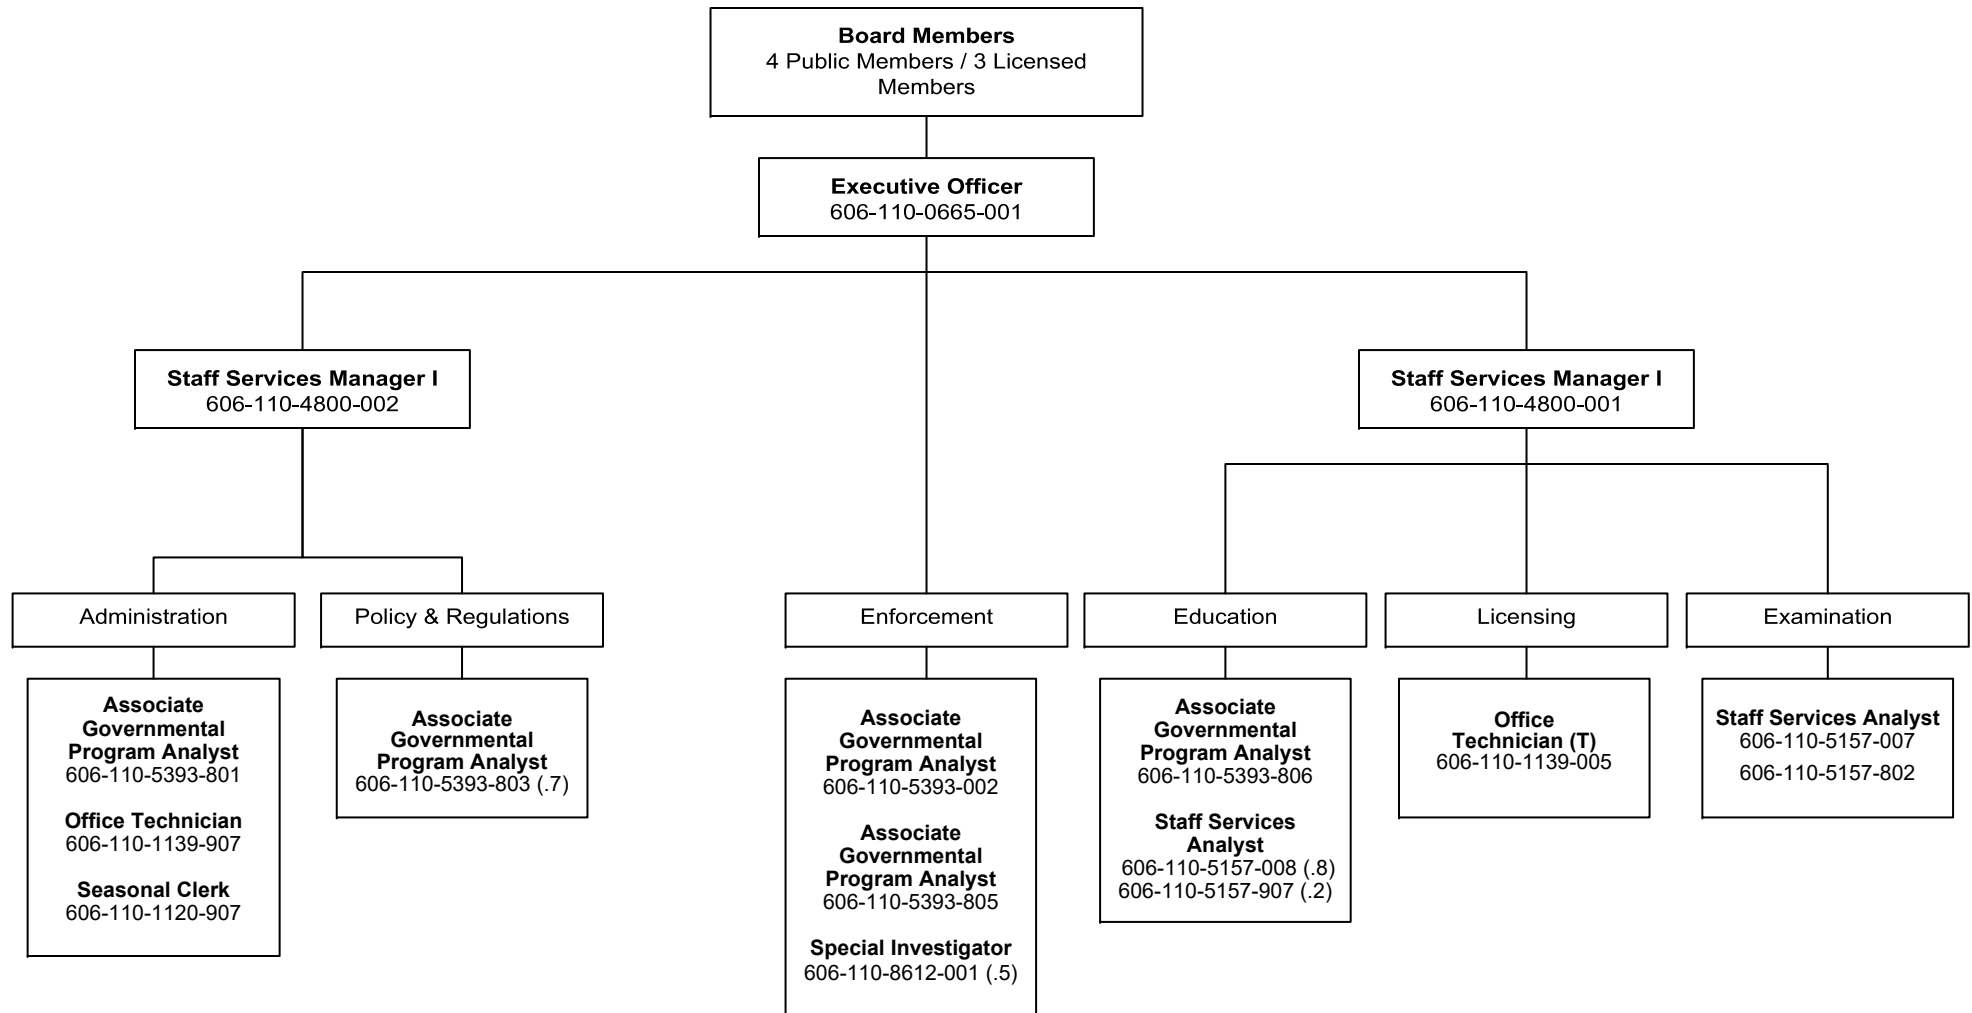 Board Members
4 Public Members / 3 Licensed
Members
Executive Officer
606-110-0665-001
Staff Services Manager I
606-110-4800-002
Staff Services Manager I
606-110-4800-001
Administration
Policy & Regulations
Enforcement
Education
Licensing
Examination
Associate
Governmental
Program Analyst
606-110-5393-801
Office Technician
606-110-1139-907
Seasonal Clerk
606-110-1120-907
Associate
Governmental
Program Analyst
606-110-5393-803 (.7)
Associate
Governmental
Program Analyst
606-110-5393-002
Associate
Governmental
Program Analyst
606-110-5393-805
Special Investigator
606-110-8612-001 (.5)
Associate
Governmental
Program Analyst
606-110-5393-806
Staff Services
Analyst
606-110-5157-008 (.8)
606-110-5157-907 (.2)
Office
Technician (T)
606-110-1139-005
Staff Services Analyst
606-110-5157-007
606-110-5157-802